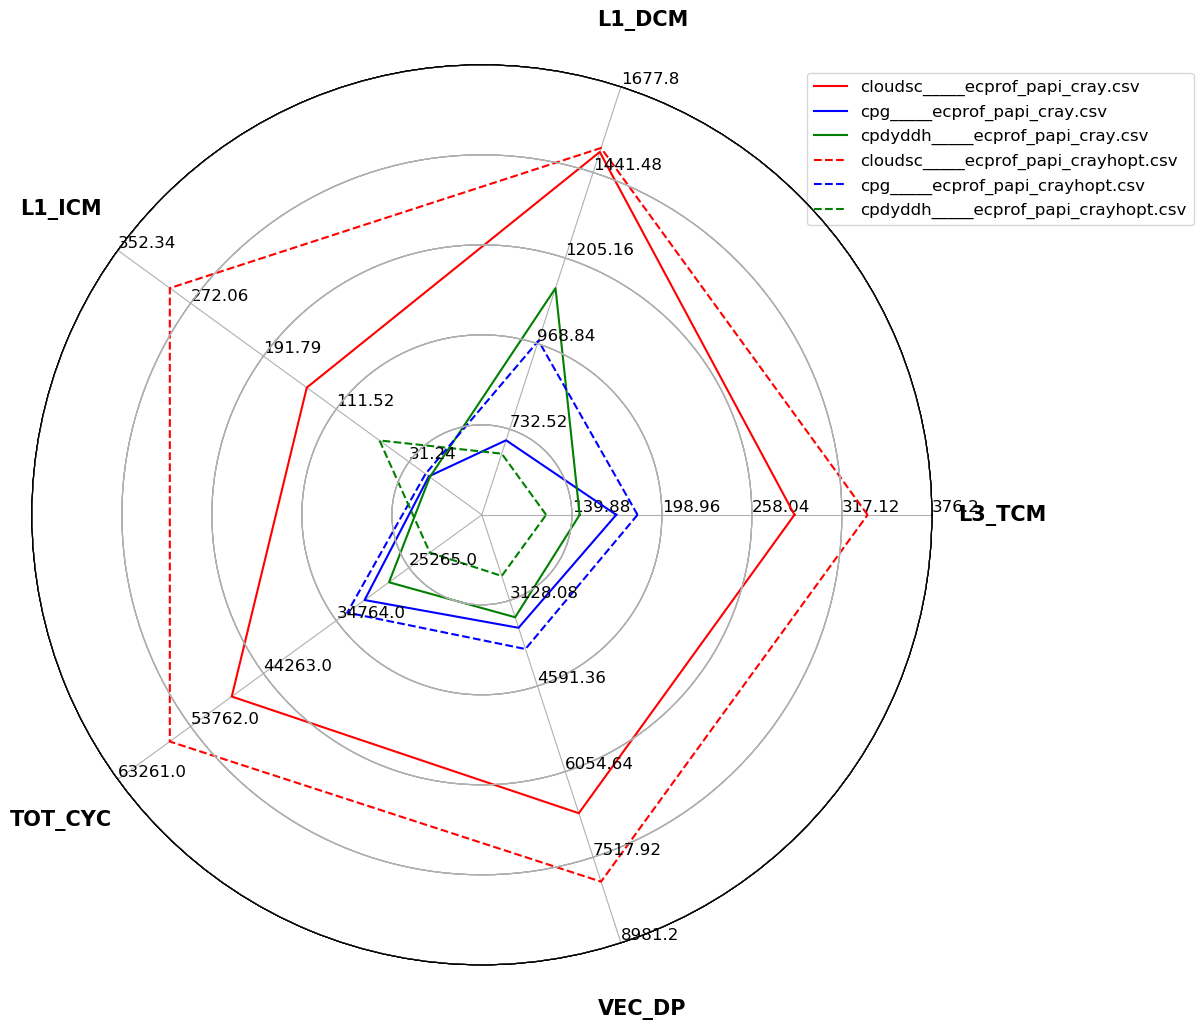 L1_DCM
1677.8
cloudsc_____ecprof_papi_cray.csv
cpg_____ecprof_papi_cray.csv
cpdyddh_____ecprof_papi_cray.csv
cloudsc_____ecprof_papi_crayhopt.csv
cpg_____ecprof_papi_crayhopt.csv
cpdyddh_____ecprof_papi_crayhopt.csv
1441.48
L1_ICM
352.34
1205.16
272.06
968.84
191.79
111.52
732.52
31.24
139.88
198.96
258.04
317.12
376.2
L3_TCM
25265.0
3128.08
34764.0
44263.0
4591.36
53762.0
6054.64
63261.0
TOT_CYC
7517.92
8981.2
VEC_DP